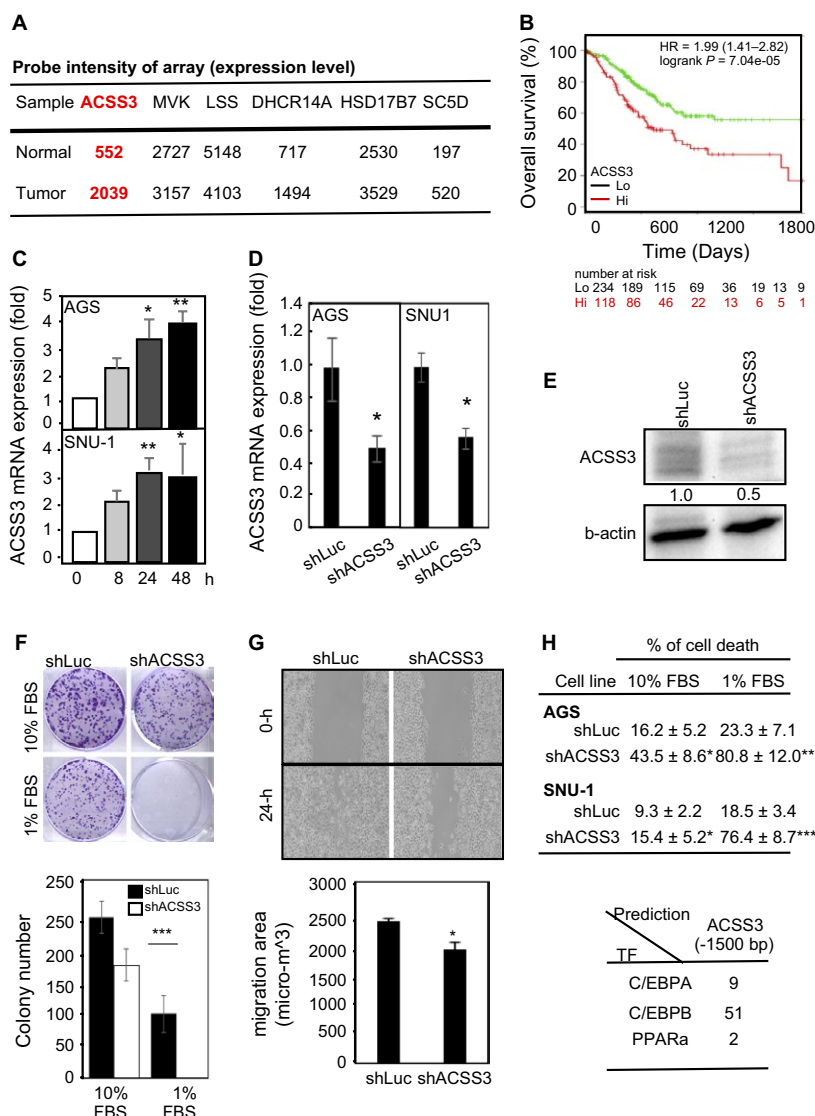 A
Probe intensity of array (expression level)
Sample ACSS3 MVK LSS DHCR14A HSD17B7 SC5D
Normal 552 2727 5148 717 2530 197
Tumor 2039 3157 4103 1494 3529 520
B
Overall survival (%)
100
80
60
40
20
0
HR = 1.99 (1.41–2.82)
logrank P = 7.04e-05
ACSS3
Lo
Hi
0 600 1200 1800
Time (Days)
number at risk
Lo 234 189 115 69 36 19 13 9
Hi 118 86 46 22 13 6 5 1
C
ACSS3 mRNA expression (fold)
AGS
5
4
3
2
1
0
* **
SNU-1
4
3
2
1
0
** *
0 8 24 48 h
D
ACSS3 mRNA expression (fold)
1.4
1.2
1.0
0.8
0.6
0.4
0.2
0
AGS SNU1
* *
shLuc shACSS3 shLuc shACSS3
E
shLuc shACSS3
ACSS3
1.0 0.5
b-actin
F
shLuc shACSS3
10% FBS
1% FBS
Colony number
250
250
200
150
100
50
0
shLuc
shACSS3
***
10% FBS
1% FBS
G
shLuc shACSS3
0-h
24-h
migration area
(micro-m^3)
3000
2500
2000
1500
1000
500
0
*
shLuc shACSS3
H
% of cell death
Cell line 10% FBS 1% FBS
AGS
shLuc 16.2 ± 5.2 23.3 ± 7.1
shACSS3 43.5 ± 8.6* 80.8 ± 12.0**
SNU-1
shLuc 9.3 ± 2.2 18.5 ± 3.4
shACSS3 15.4 ± 5.2* 76.4 ± 8.7***
Prediction ACSS3
TF (-1500 bp)
C/EBPA 9
C/EBPB 51
PPARa 2